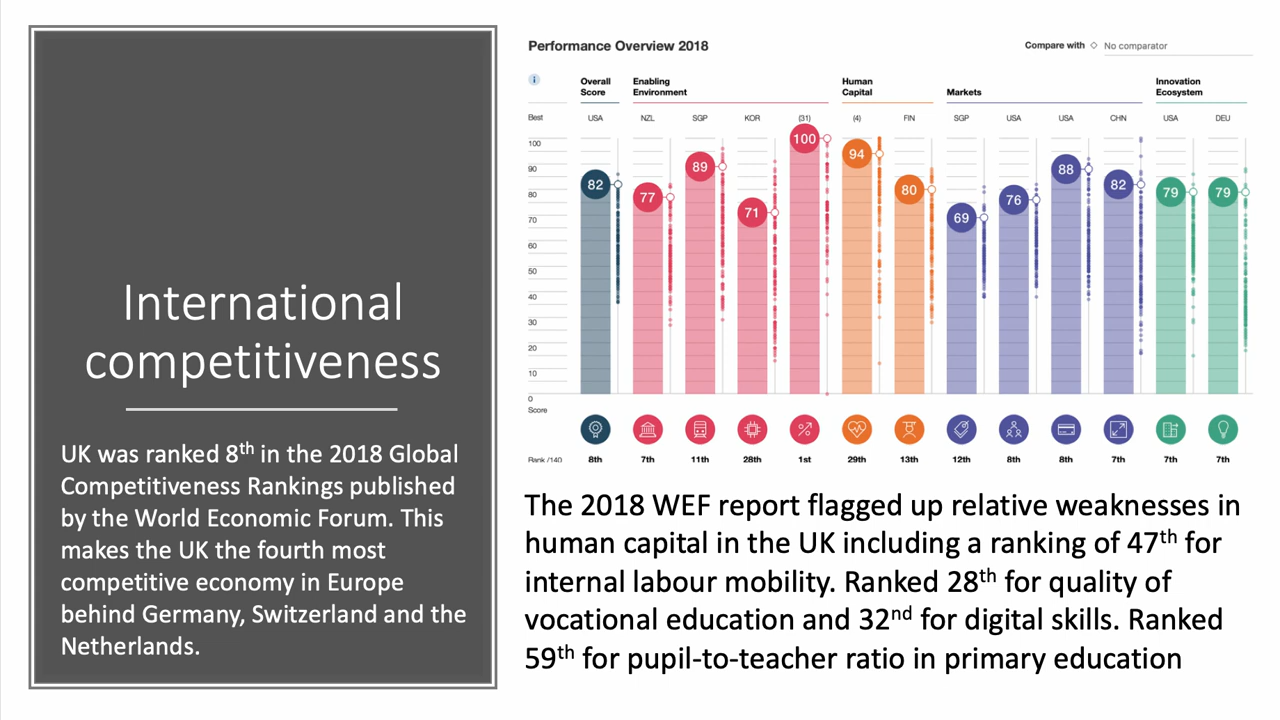 International
competitiveness
UK was ranked 8th in the 2018 Global
Competitiveness Rankings published
by the World Economic Forum. This
makes the UK the fourth most
competitive economy in Europe
behind Germany, Switzerland and the
Netherlands.
Performance Overview 2018
Compare with ◇ No comparator
i
Overall Score
Enabling Environment
Human Capital
Markets
Innovation Ecosystem
Best USA NZL SGP KOR (31) (4) FIN SGP USA USA CHN USA DEU
100
90
80
70
60
50
40
30
20
10
0
Score
82 77 89 71 100 94 80 69 76 88 82 79 79
Rank /140 8th 7th 11th 28th 1st 29th 13th 12th 8th 8th 7th 7th 7th
The 2018 WEF report flagged up relative weaknesses in
human capital in the UK including a ranking of 47th for
internal labour mobility. Ranked 28th for quality of
vocational education and 32nd for digital skills. Ranked
59th for pupil-to-teacher ratio in primary education